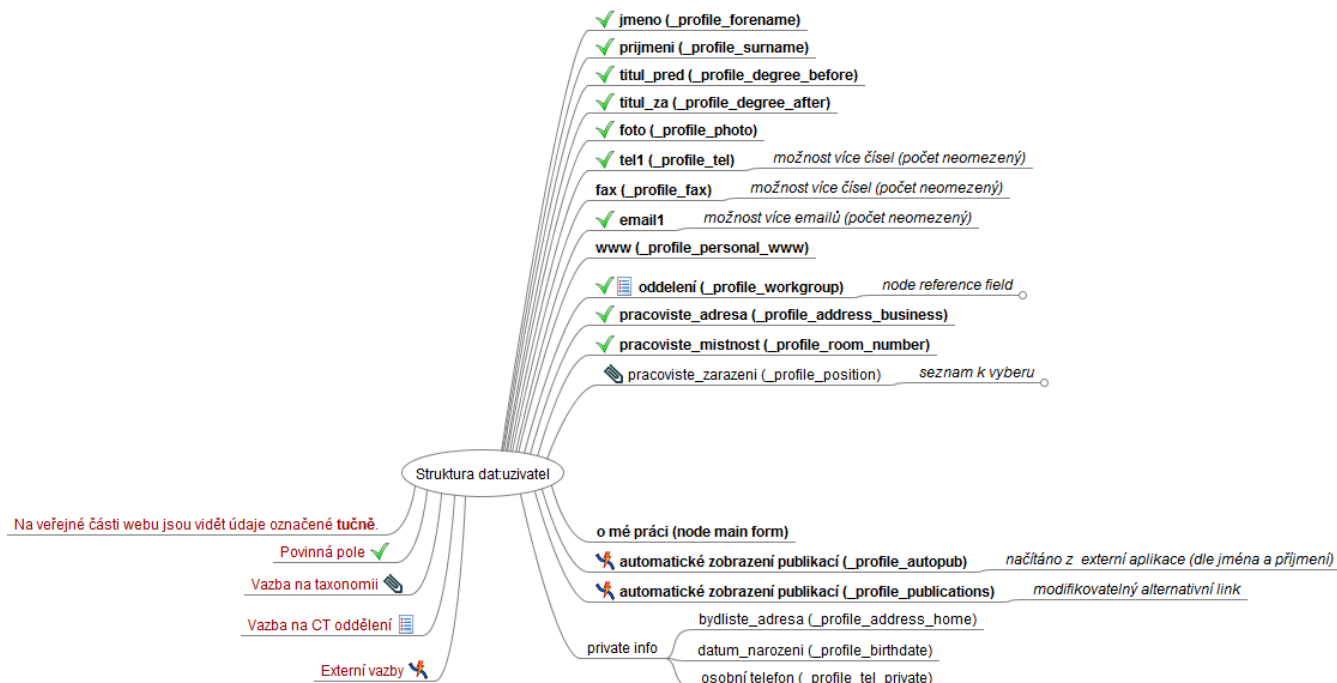 jmeno (_profile_forename)
prijmeni (_profile_surname)
titul_pred (_profile_degree_before)
titul_za (_profile_degree_after)
foto (_profile_photo)
tel1 (_profile_tel) možnost více čísel (počet neomezený)
fax (_profile_fax) možnost více čísel (počet neomezený)
email1 možnost více emailů (počet neomezený)
www (_profile_personal_www)
oddelení (_profile_workgroup) node reference field
pracoviste_adresa (_profile_address_business)
pracoviste_mistnost (_profile_room_number)
pracoviste_zarazeni (_profile_position) seznam k vyberu
Struktura dat:uzivatel
Na veřejné části webu jsou vidět údaje označené tučně.
Povinná pole
Vazba na taxonomii
Vazba na CT oddělení
Externí vazby
o mé práci (node main form)
automatické zobrazení publikací (_profile_autopub) načítáno z externí aplikace (dle jména a příjmení)
automatické zobrazení publikací (_profile_publications) modifikovatelný alternativní link
private info
bydliste_adresa (_profile_address_home)
datum_narozeni (_profile_birthdate)
osobní telefon (_profile_tel_private)